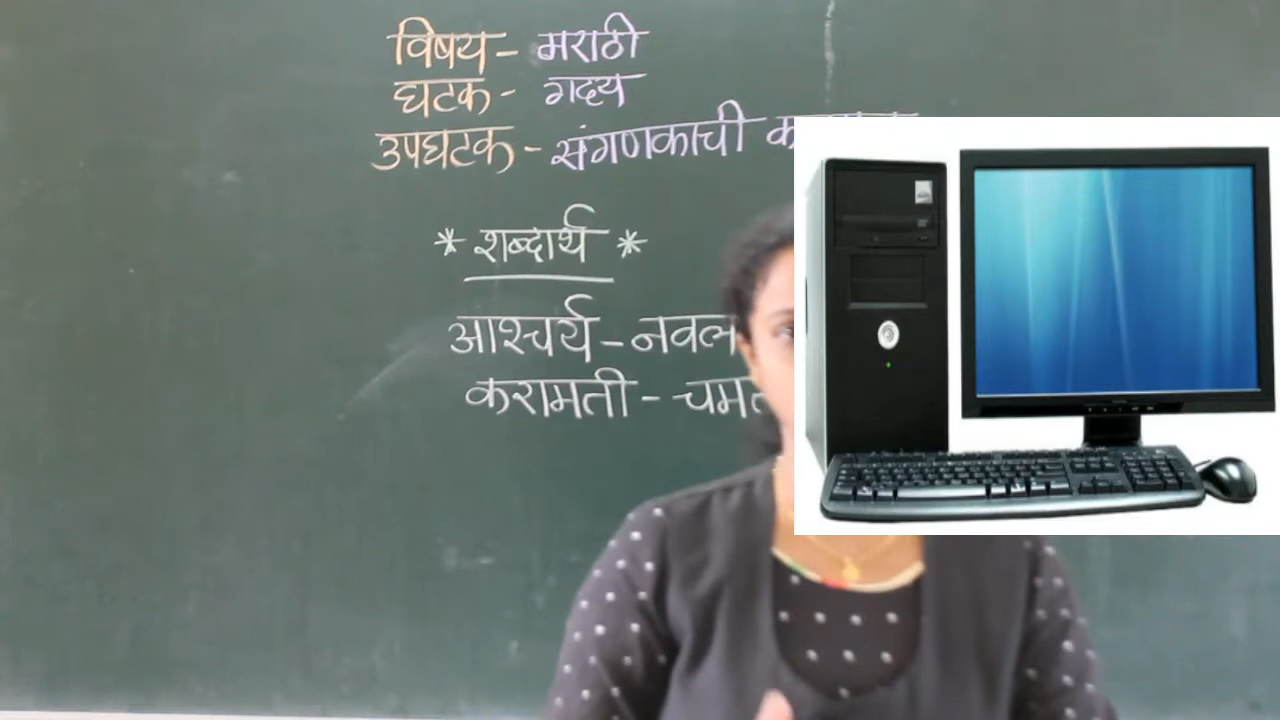 विषय - मराठी
घटक - गद्य
उपघटक - संगणकाची
* शब्दार्थ *
आश्चर्य - नवल
करामती -